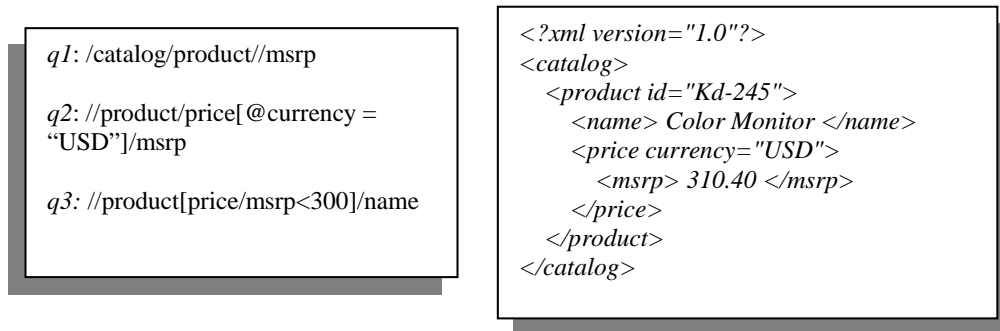 q1: /catalog/product//msrp
q2: //product/price[@currency =
“USD”]/msrp
q3: //product[price/msrp<300]/name
<?xml version="1.0"?>
<catalog>
<product id="Kd-245">
<name> Color Monitor </name>
<price currency="USD">
<msrp> 310.40 </msrp>
</price>
</product>
</catalog>